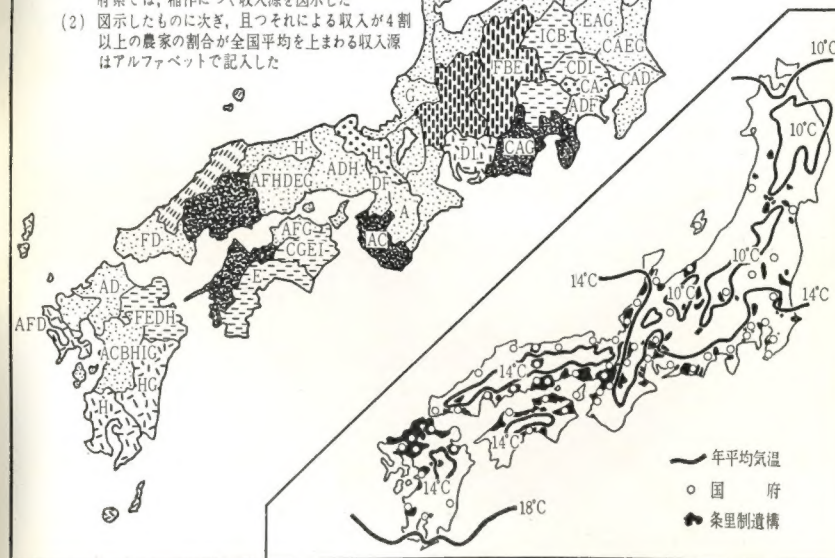 府県では，稲作につぐ収入源を図示した
(2) 図示したものに次ぎ，且つそれによる収入が4割
以上の農家の割合が全国平均を上まわる収入源
はアルファベットで記入した
EAG
ICB
CAEG
FBE
CDI
CA
CAD
ADF
G
H
H
DI
CAG
ADH
AFHDEG
DF
A
AFG
AC
CGEI
FD
E
AD
AFD
FEDH
ACBHIG
HG
H
10°C
10°C
10°C
14°C
10°C
14°C
14°C
14°C
14°C
18°C
年平均気温
国府
条里制遺構